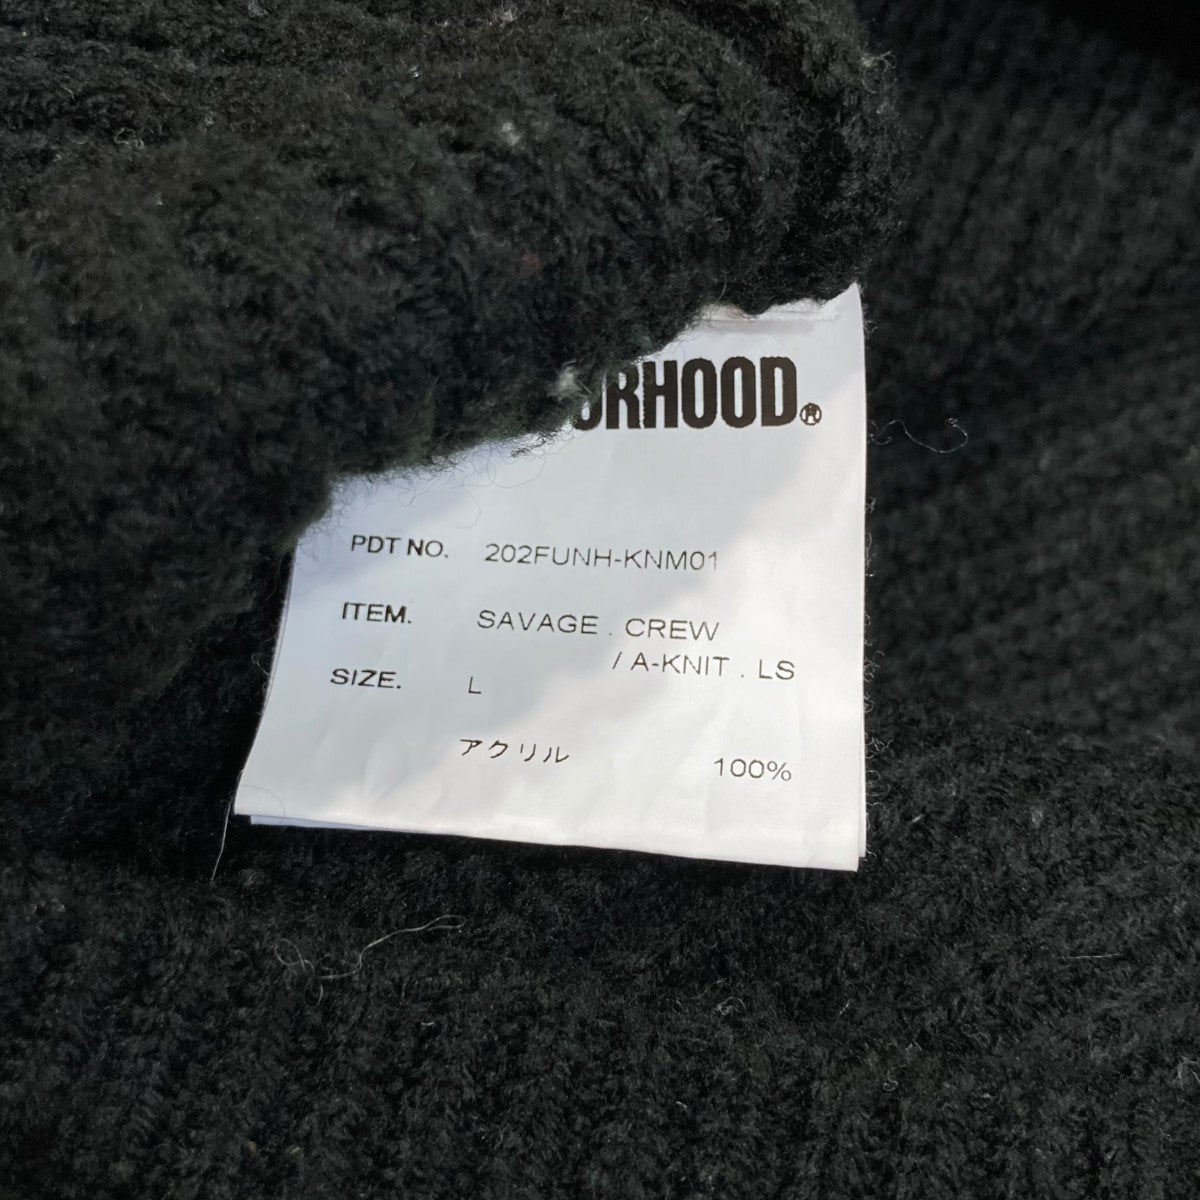 ORHOOD®
PDT NO. 202FUNH-KNM01
ITEM. SAVAGE . CREW
/ A-KNIT . LS
SIZE. L
アクリル 100%